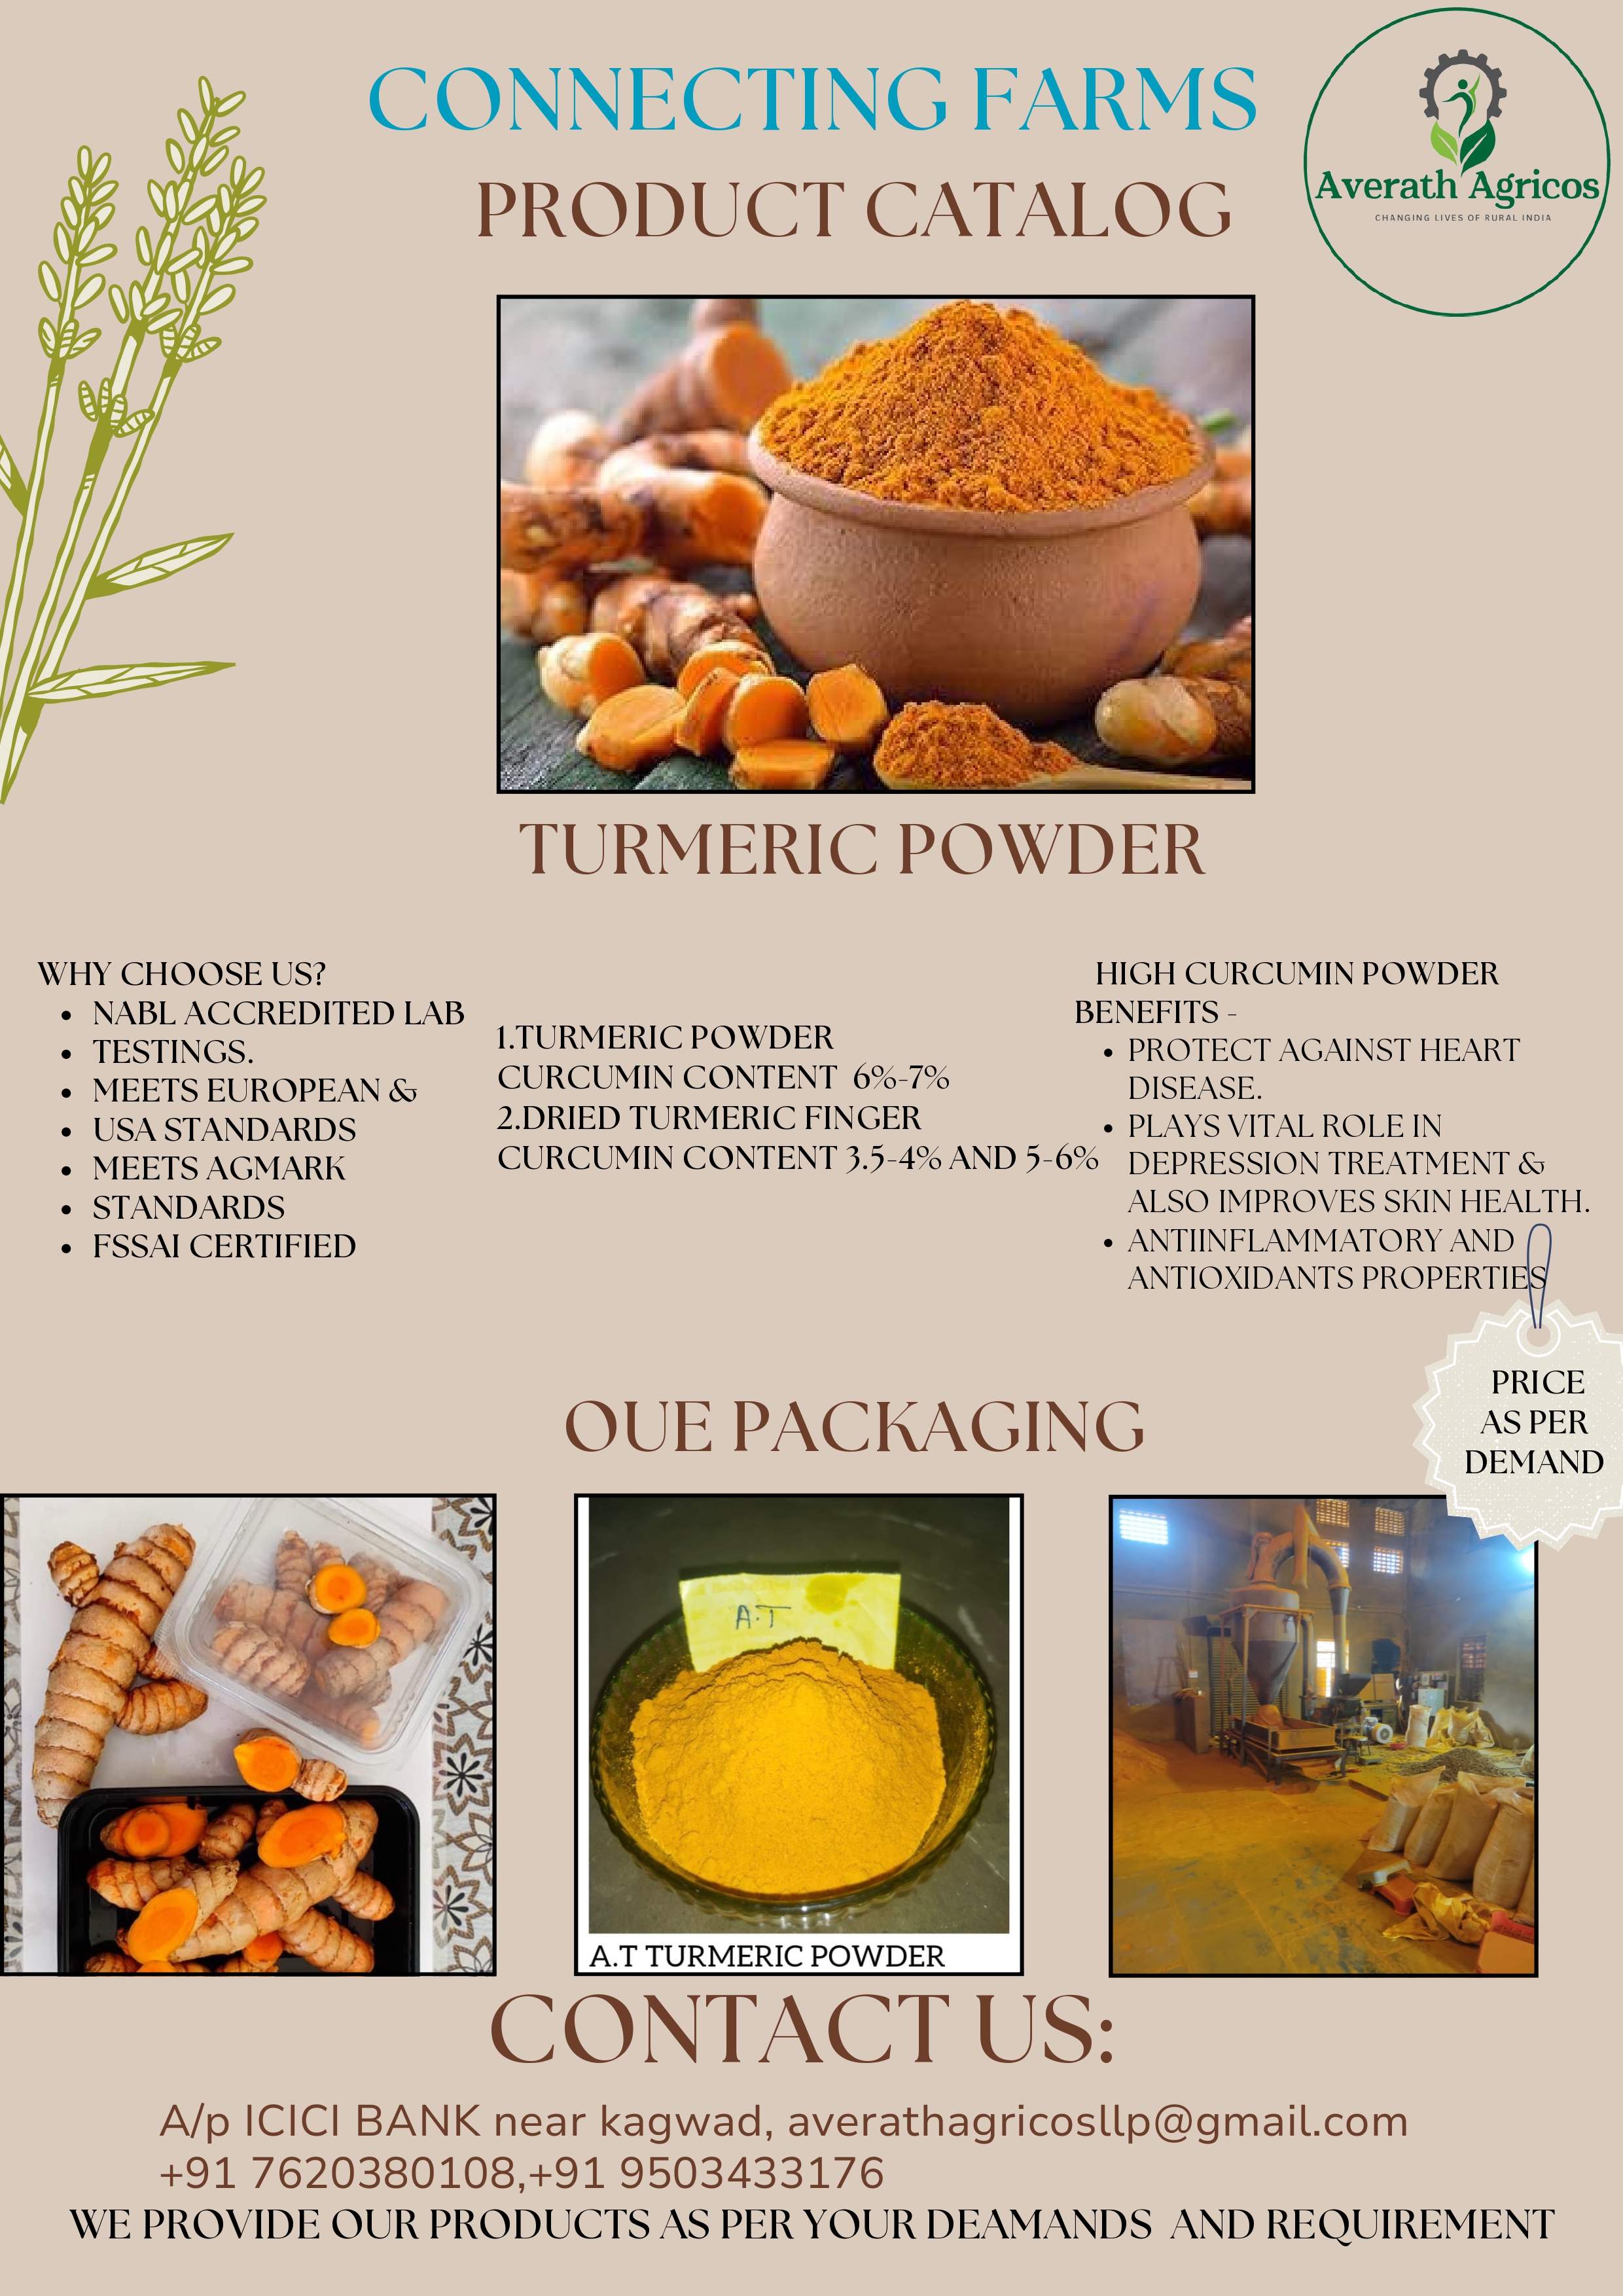 CONNECTING FARMS
PRODUCT CATALOG
Averath Agricos
CHANGING LIVES OF RURAL INDIA
TURMERIC POWDER
WHY CHOOSE US?
• NABL ACCREDITED LAB
• TESTINGS.
• MEETS EUROPEAN &
• USA STANDARDS
• MEETS AGMARK
• STANDARDS
• FSSAI CERTIFIED
1.TURMERIC POWDER
CURCUMIN CONTENT 6%-7%
2.DRIED TURMERIC FINGER
CURCUMIN CONTENT 3.5-4% AND 5-6%
HIGH CURCUMIN POWDER
BENEFITS -
• PROTECT AGAINST HEART
DISEASE.
• PLAYS VITAL ROLE IN
DEPRESSION TREATMENT &
ALSO IMPROVES SKIN HEALTH.
• ANTIINFLAMMATORY AND
ANTIOXIDANTS PROPERTIES
PRICE
AS PER
DEMAND
OUE PACKAGING
A.T
A.T TURMERIC POWDER
CONTACT US:
A/p ICICI BANK near kagwad, averathagricosllp@gmail.com
+91 7620380108,+91 9503433176
WE PROVIDE OUR PRODUCTS AS PER YOUR DEAMANDS AND REQUIREMENT